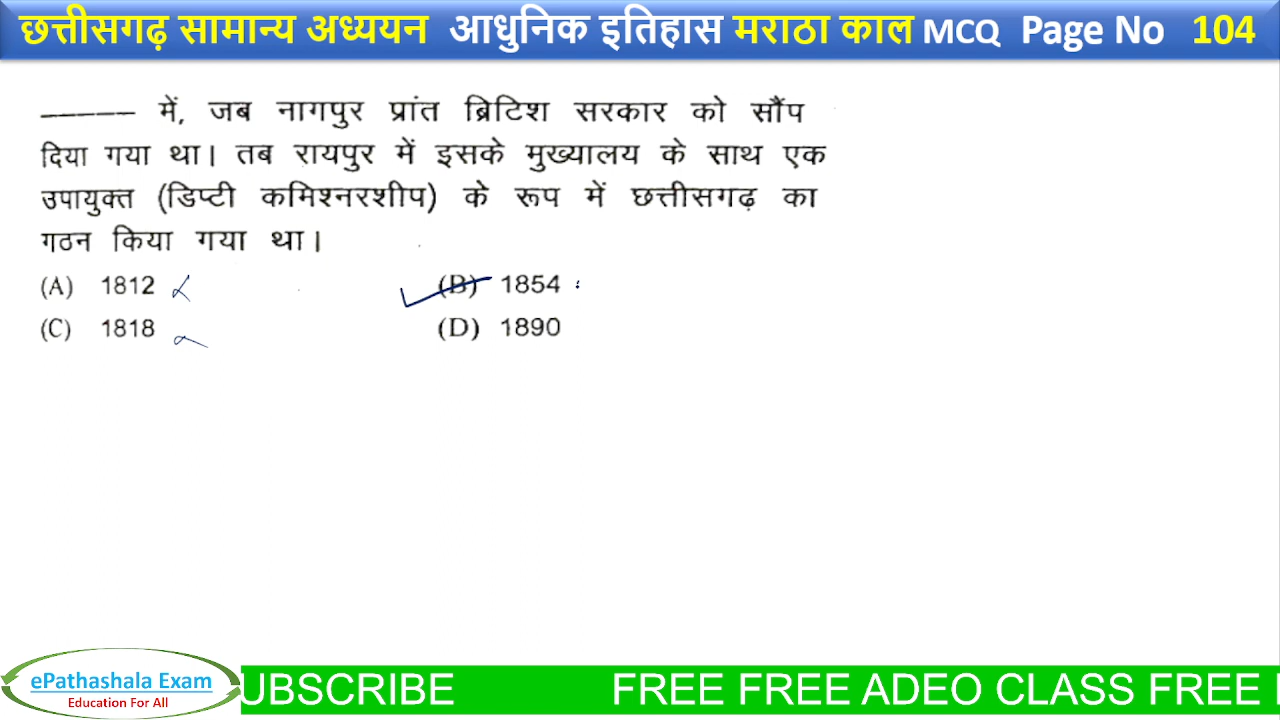 छत्तीसगढ़ सामान्य अध्ययन आधुनिक इतिहास मराठा काल MCQ Page No 104
——— में, जब नागपुर प्रांत ब्रिटिश सरकार को सौंप
दिया गया था। तब रायपुर में इसके मुख्यालय के साथ एक
उपायुक्त (डिप्टी कमिश्नरशीप) के रूप में छत्तीसगढ़ का
गठन किया गया था।
(A) 1812 (B) 1854
(C) 1818 (D) 1890
ePathashala Exam
Education For All
UBSCRIBE FREE FREE ADEO CLASS FREE